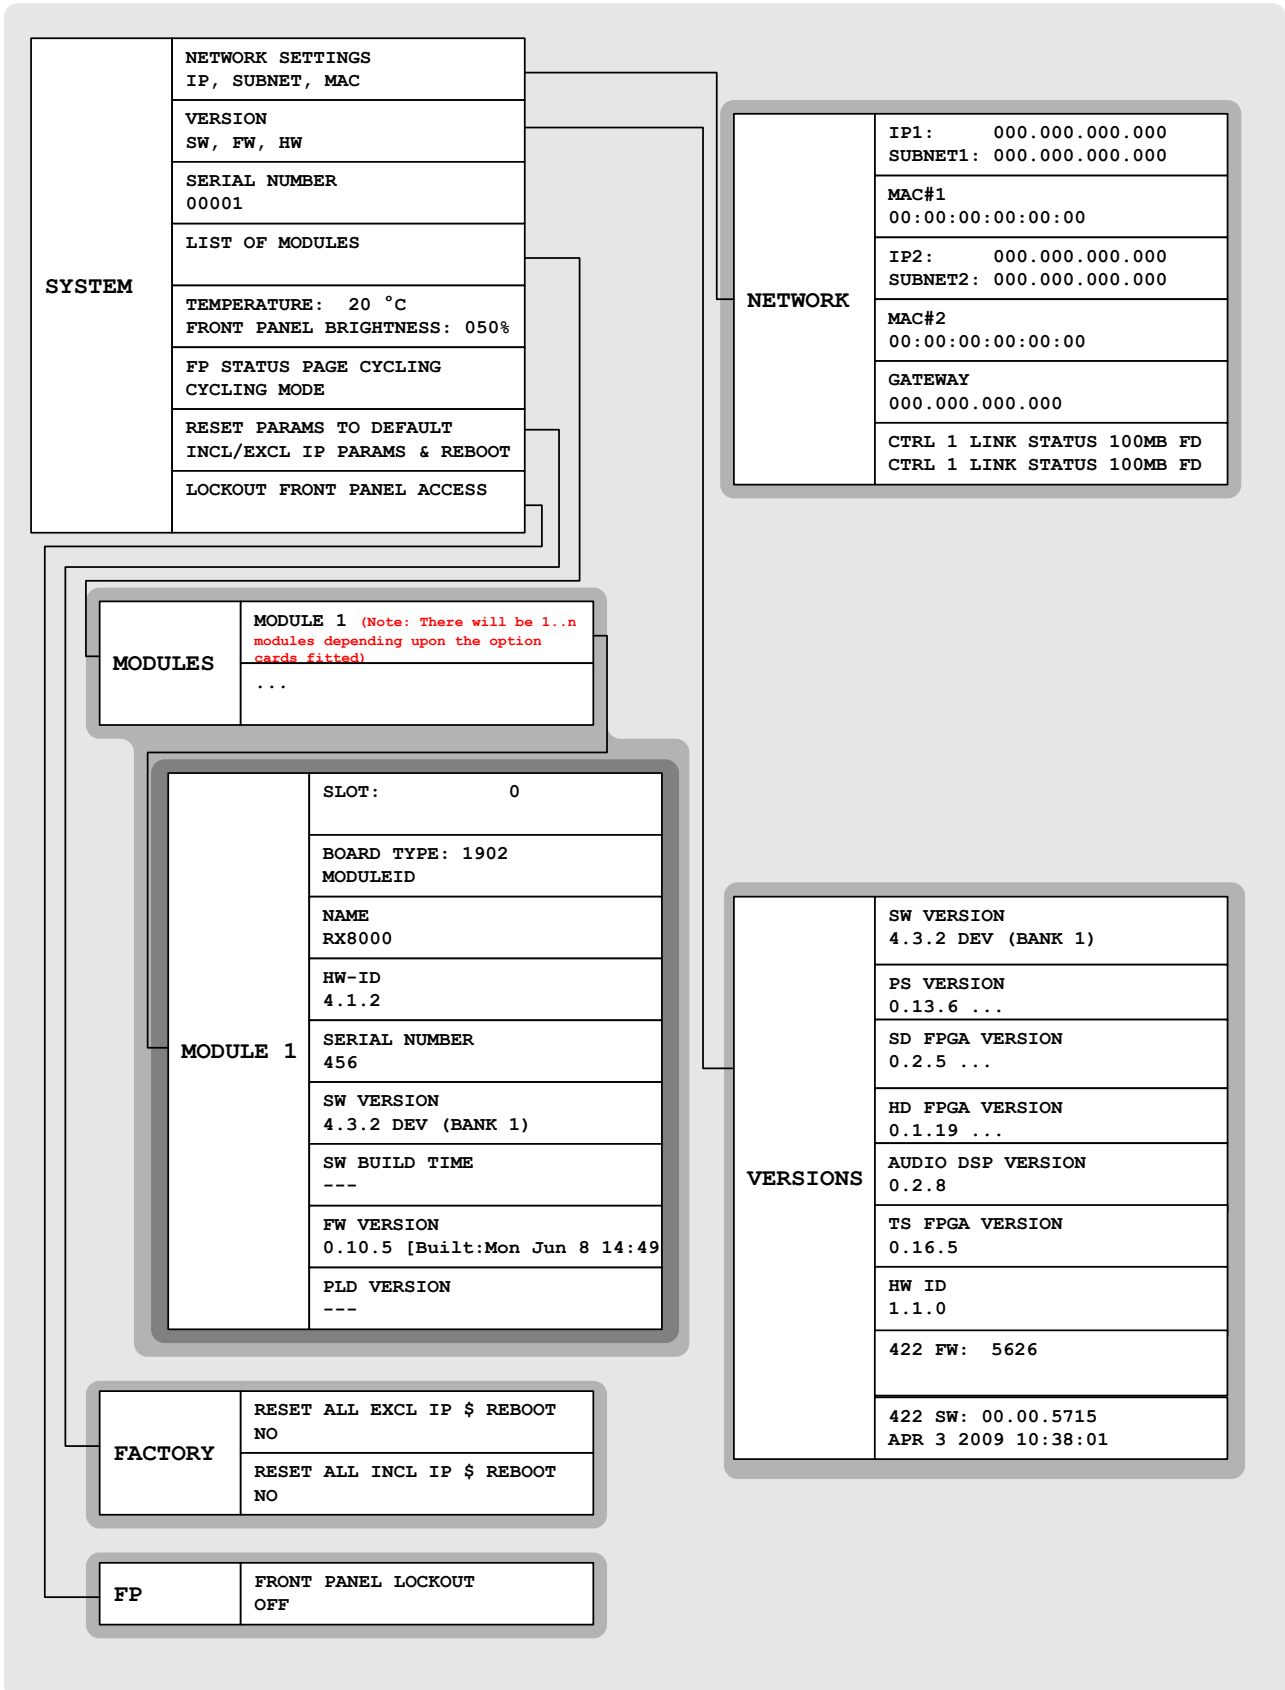 SYSTEM
NETWORK SETTINGS
IP, SUBNET, MAC
VERSION
SW, FW, HW
SERIAL NUMBER
00001
LIST OF MODULES
TEMPERATURE:  20 °C
FRONT PANEL BRIGHTNESS: 050%
FP STATUS PAGE CYCLING
CYCLING MODE
RESET PARAMS TO DEFAULT
INCL/EXCL IP PARAMS & REBOOT
LOCKOUT FRONT PANEL ACCESS
NETWORK
IP1:     000.000.000.000
SUBNET1: 000.000.000.000
MAC#1
00:00:00:00:00:00
IP2:     000.000.000.000
SUBNET2: 000.000.000.000
MAC#2
00:00:00:00:00:00
GATEWAY
000.000.000.000
CTRL 1 LINK STATUS 100MB FD
CTRL 1 LINK STATUS 100MB FD
MODULES
MODULE 1 (Note: There will be 1..n
modules depending upon the option
cards fitted)
...
MODULE 1
SLOT:          0
BOARD TYPE: 1902
MODULEID
NAME
RX8000
HW-ID
4.1.2
SERIAL NUMBER
456
SW VERSION
4.3.2 DEV (BANK 1)
SW BUILD TIME
---
FW VERSION
0.10.5 [Built:Mon Jun 8 14:49
PLD VERSION
---
VERSIONS
SW VERSION
4.3.2 DEV (BANK 1)
PS VERSION
0.13.6 ...
SD FPGA VERSION
0.2.5 ...
HD FPGA VERSION
0.1.19 ...
AUDIO DSP VERSION
0.2.8
TS FPGA VERSION
0.16.5
HW ID
1.1.0
422 FW:  5626
422 SW: 00.00.5715
APR 3 2009 10:38:01
FACTORY
RESET ALL EXCL IP $ REBOOT
NO
RESET ALL INCL IP $ REBOOT
NO
FP
FRONT PANEL LOCKOUT
OFF